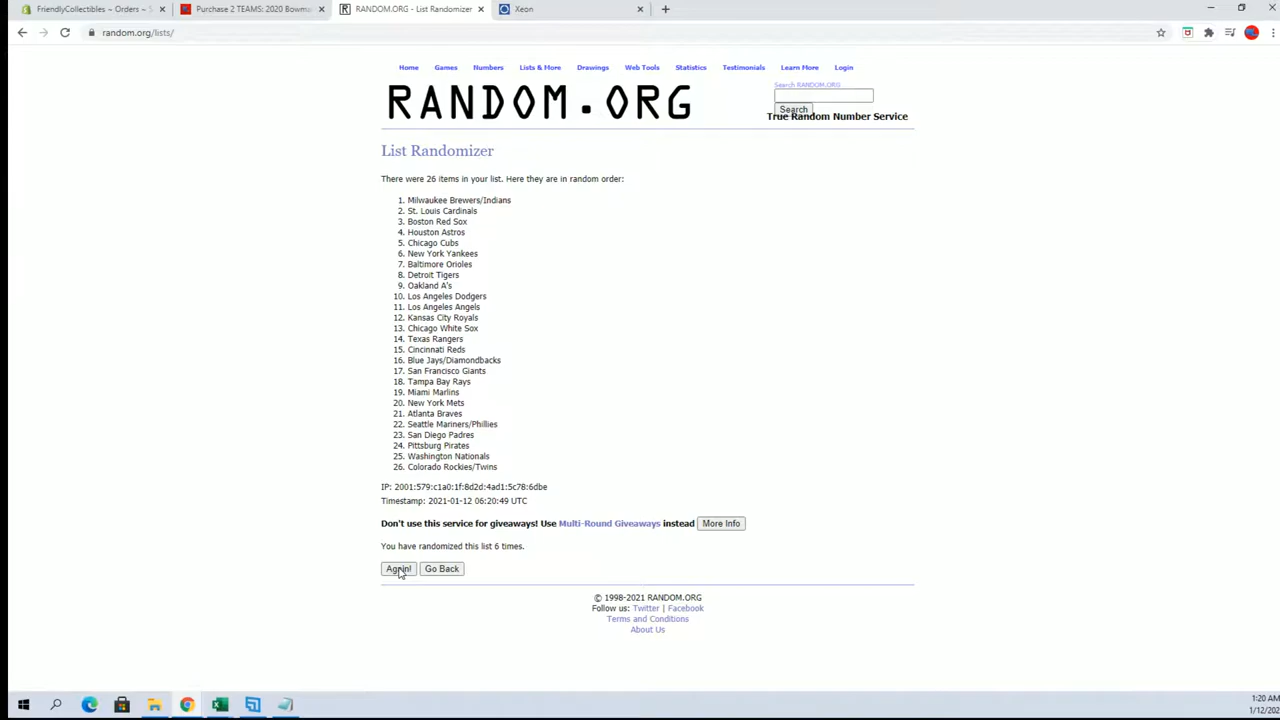 FriendlyCollectibles ~ Orders ~ S
Purchase 2 TEAMS: 2020 Bowma
RANDOM.ORG - List Randomizer
Xeon
random.org/lists/
Home Games Numbers Lists & More Drawings Web Tools Statistics Testimonials Learn More Login
Search RANDOM.ORG
RANDOM.ORG
Search
True Random Number Service
List Randomizer
There were 26 items in your list. Here they are in random order:
1. Milwaukee Brewers/Indians
2. St. Louis Cardinals
3. Boston Red Sox
4. Houston Astros
5. Chicago Cubs
6. New York Yankees
7. Baltimore Orioles
8. Detroit Tigers
9. Oakland A's
10. Los Angeles Dodgers
11. Los Angeles Angels
12. Kansas City Royals
13. Chicago White Sox
14. Texas Rangers
15. Cincinnati Reds
16. Blue Jays/Diamondbacks
17. San Francisco Giants
18. Tampa Bay Rays
19. Miami Marlins
20. New York Mets
21. Atlanta Braves
22. Seattle Mariners/Phillies
23. San Diego Padres
24. Pittsburg Pirates
25. Washington Nationals
26. Colorado Rockies/Twins
IP: 2001:579:c1a0:1f:8d2d:4ad1:5c78:6dbe
Timestamp: 2021-01-12 06:20:49 UTC
Don't use this service for giveaways! Use Multi-Round Giveaways instead More Info
You have randomized this list 6 times.
Again! Go Back
© 1998-2021 RANDOM.ORG
Follow us: Twitter | Facebook
Terms and Conditions
About Us
1:20 AM
1/12/202